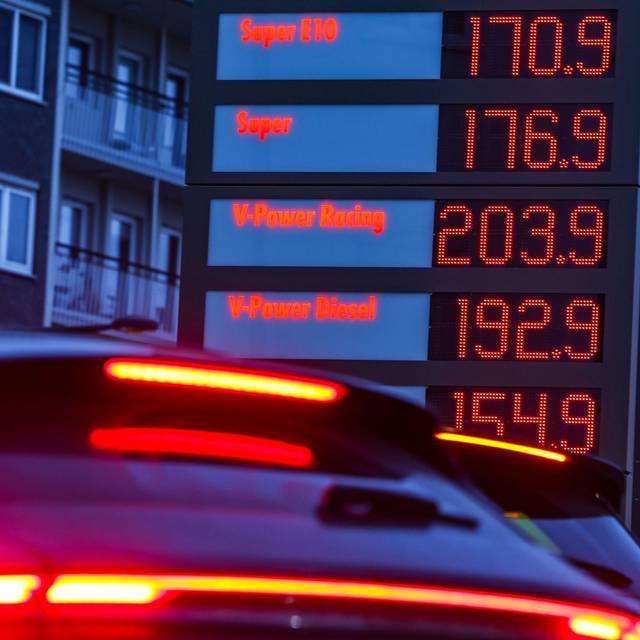 Super E10 170.9
Super 176.9
V-Power Racing 203.9
V-Power Diesel 192.9
154.9